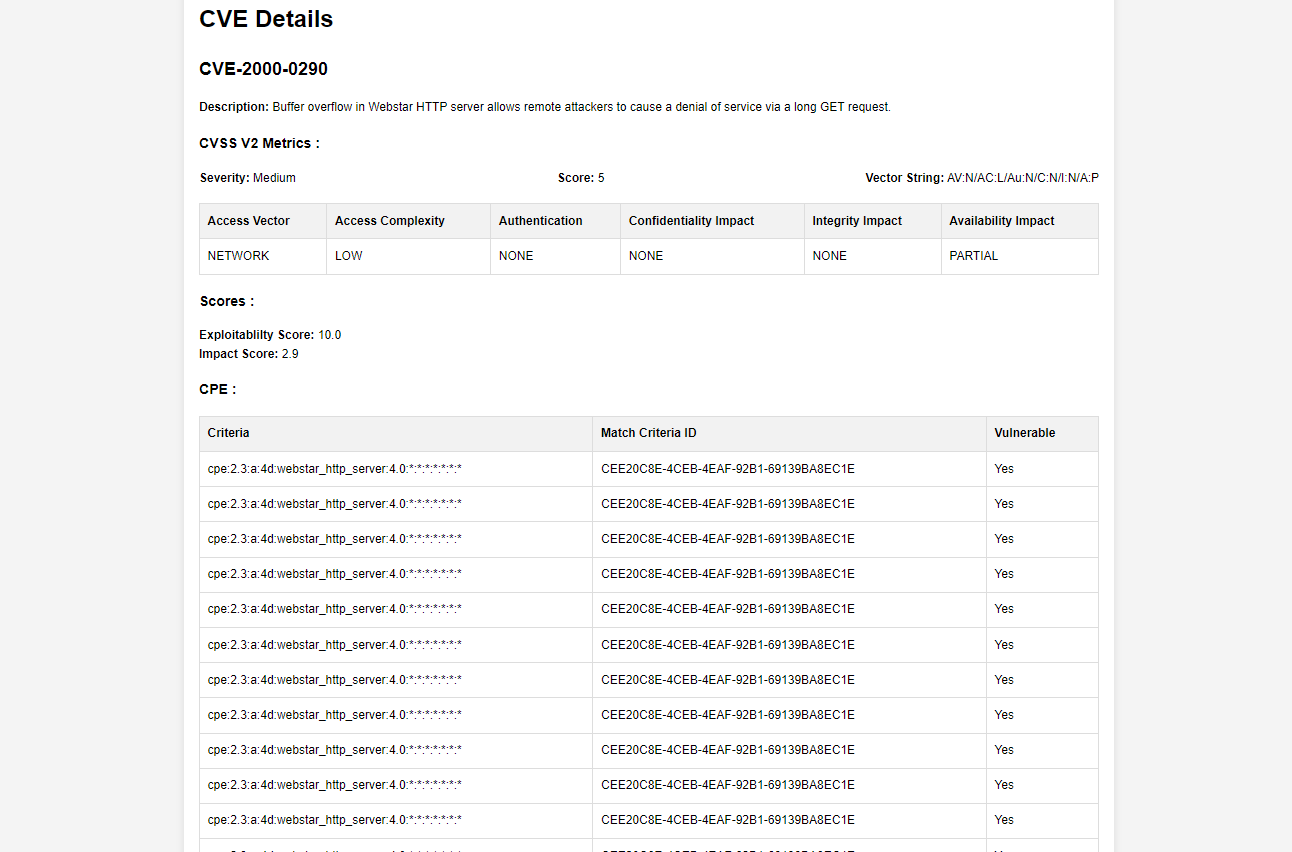 CVE Details
CVE-2000-0290
Description: Buffer overflow in Webstar HTTP server allows remote attackers to cause a denial of service via a long GET request.
CVSS V2 Metrics :
Severity: Medium Score: 5 Vector String: AV:N/AC:L/Au:N/C:N/I:N/A:P
Access Vector Access Complexity Authentication Confidentiality Impact Integrity Impact Availability Impact
NETWORK LOW NONE NONE NONE PARTIAL
Scores :
Exploitablilty Score: 10.0
Impact Score: 2.9
CPE :
Criteria Match Criteria ID Vulnerable
cpe:2.3:a:4d:webstar_http_server:4.0:*:*:*:*:*:*:* CEE20C8E-4CEB-4EAF-92B1-69139BA8EC1E Yes
cpe:2.3:a:4d:webstar_http_server:4.0:*:*:*:*:*:*:* CEE20C8E-4CEB-4EAF-92B1-69139BA8EC1E Yes
cpe:2.3:a:4d:webstar_http_server:4.0:*:*:*:*:*:*:* CEE20C8E-4CEB-4EAF-92B1-69139BA8EC1E Yes
cpe:2.3:a:4d:webstar_http_server:4.0:*:*:*:*:*:*:* CEE20C8E-4CEB-4EAF-92B1-69139BA8EC1E Yes
cpe:2.3:a:4d:webstar_http_server:4.0:*:*:*:*:*:*:* CEE20C8E-4CEB-4EAF-92B1-69139BA8EC1E Yes
cpe:2.3:a:4d:webstar_http_server:4.0:*:*:*:*:*:*:* CEE20C8E-4CEB-4EAF-92B1-69139BA8EC1E Yes
cpe:2.3:a:4d:webstar_http_server:4.0:*:*:*:*:*:*:* CEE20C8E-4CEB-4EAF-92B1-69139BA8EC1E Yes
cpe:2.3:a:4d:webstar_http_server:4.0:*:*:*:*:*:*:* CEE20C8E-4CEB-4EAF-92B1-69139BA8EC1E Yes
cpe:2.3:a:4d:webstar_http_server:4.0:*:*:*:*:*:*:* CEE20C8E-4CEB-4EAF-92B1-69139BA8EC1E Yes
cpe:2.3:a:4d:webstar_http_server:4.0:*:*:*:*:*:*:* CEE20C8E-4CEB-4EAF-92B1-69139BA8EC1E Yes
cpe:2.3:a:4d:webstar_http_server:4.0:*:*:*:*:*:*:* CEE20C8E-4CEB-4EAF-92B1-69139BA8EC1E Yes